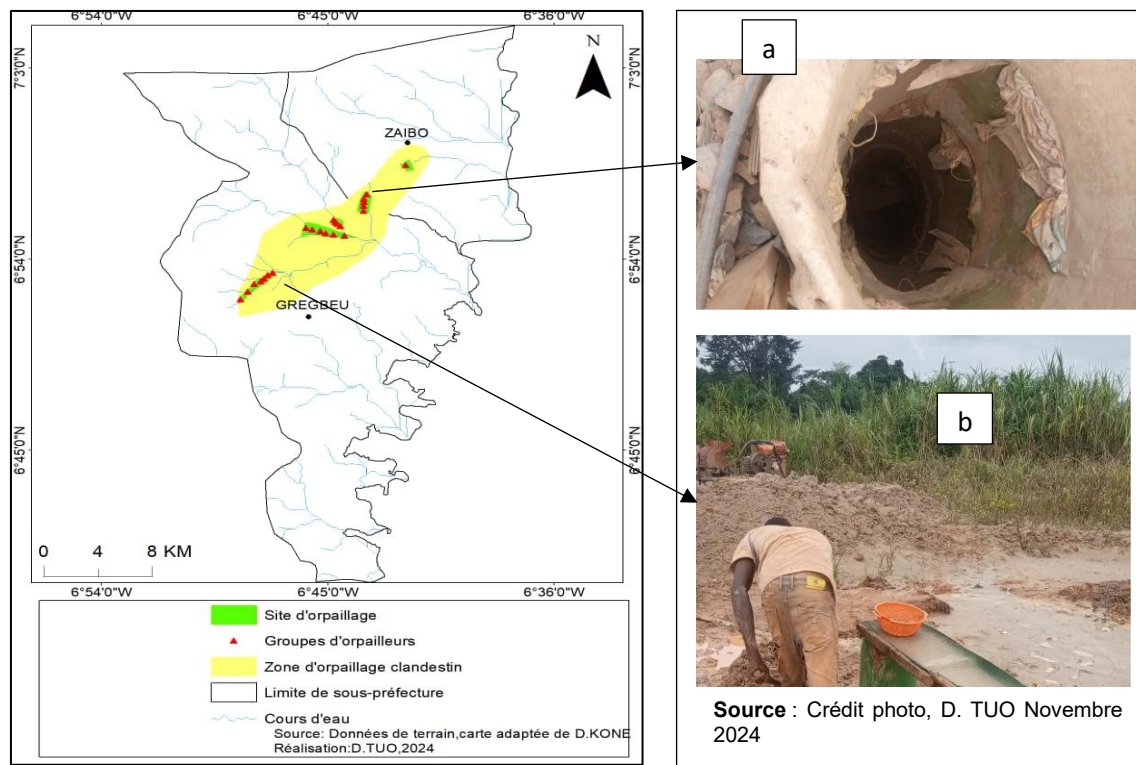 6°54'0"W 6°45'0"W 6°36'0"W
7°3'0"N
7°3'0"N
N
ZAIBO
6°54'0"N
6°54'0"N
GREGBEU
6°45'0"N
6°45'0"N
0 4 8 KM
6°54'0"W 6°45'0"W 6°36'0"W
Site d'orpaillage
Groupes d'orpailleurs
Zone d'orpaillage clandestin
Limite de sous-préfecture
Cours d'eau
Source: Données de terrain,carte adaptée de D.KONE
Réalisation:D.TUO,2024
a
b
Source : Crédit photo, D. TUO Novembre
2024